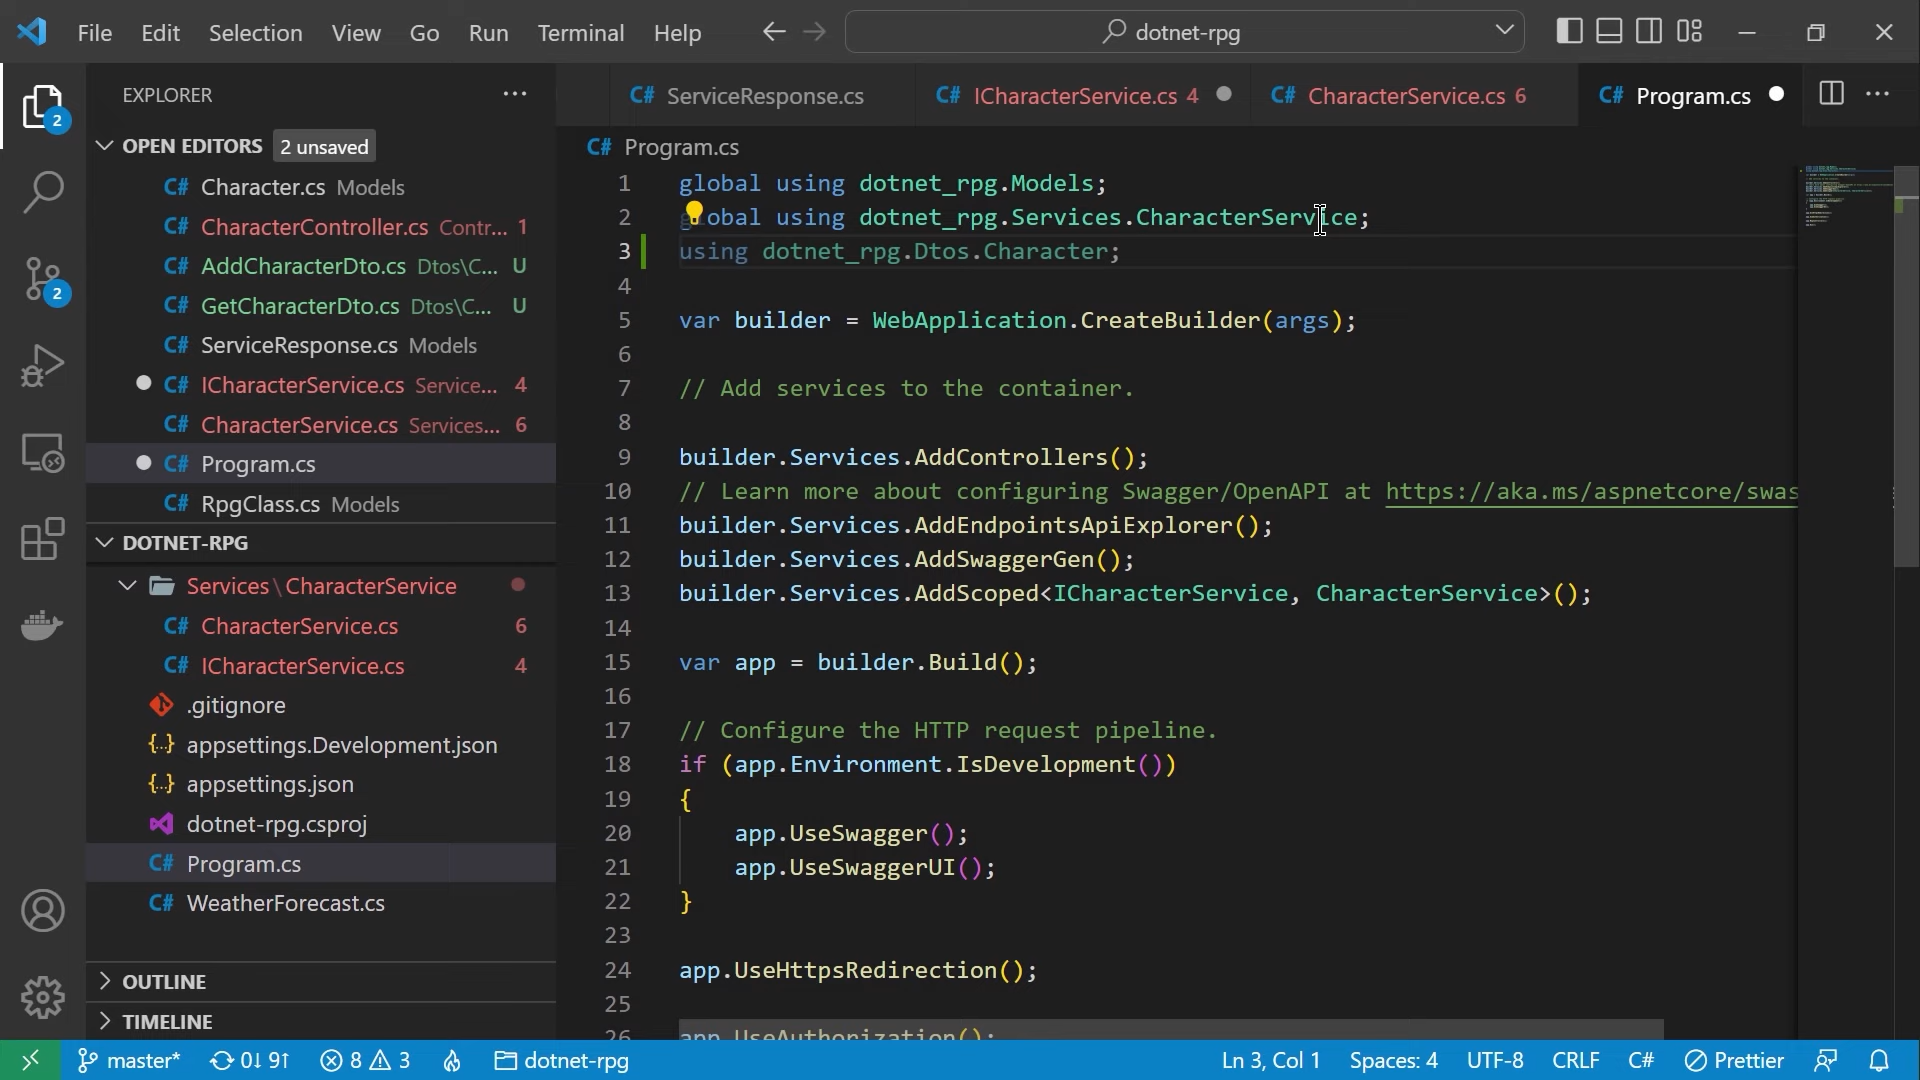 File Edit Selection View Go Run Terminal Help
dotnet-rpg
EXPLORER
OPEN EDITORS 2 unsaved
C# Character.cs Models
C# CharacterController.cs Contr... 1
C# AddCharacterDto.cs Dtos\C... U
C# GetCharacterDto.cs Dtos\C... U
C# ServiceResponse.cs Models
C# ICharacterService.cs Service... 4
C# CharacterService.cs Services... 6
C# Program.cs
C# RpgClass.cs Models
DOTNET-RPG
Services\CharacterService
C# CharacterService.cs 6
C# ICharacterService.cs 4
.gitignore
{..} appsettings.Development.json
{..} appsettings.json
dotnet-rpg.csproj
C# Program.cs
C# WeatherForecast.cs
OUTLINE
TIMELINE
2
2
C# ServiceResponse.cs
C# ICharacterService.cs 4
C# CharacterService.cs 6
C# Program.cs
C# Program.cs
1 global using dotnet_rpg.Models;
2 global using dotnet_rpg.Services.CharacterService;
3 using dotnet_rpg.Dtos.Character;
4
5 var builder = WebApplication.CreateBuilder(args);
6
7 // Add services to the container.
8
9 builder.Services.AddControllers();
10 // Learn more about configuring Swagger/OpenAPI at https://aka.ms/aspnetcore/swas
11 builder.Services.AddEndpointsApiExplorer();
12 builder.Services.AddSwaggerGen();
13 builder.Services.AddScoped<ICharacterService, CharacterService>();
14
15 var app = builder.Build();
16
17 // Configure the HTTP request pipeline.
18 if (app.Environment.IsDevelopment())
19 {
20 app.UseSwagger();
21 app.UseSwaggerUI();
22 }
23
24 app.UseHttpsRedirection();
25
26 app.UseAuthorization();
master* 0↓ 9↑ 8 3 dotnet-rpg
Ln 3, Col 1 Spaces: 4 UTF-8 CRLF C# Prettier